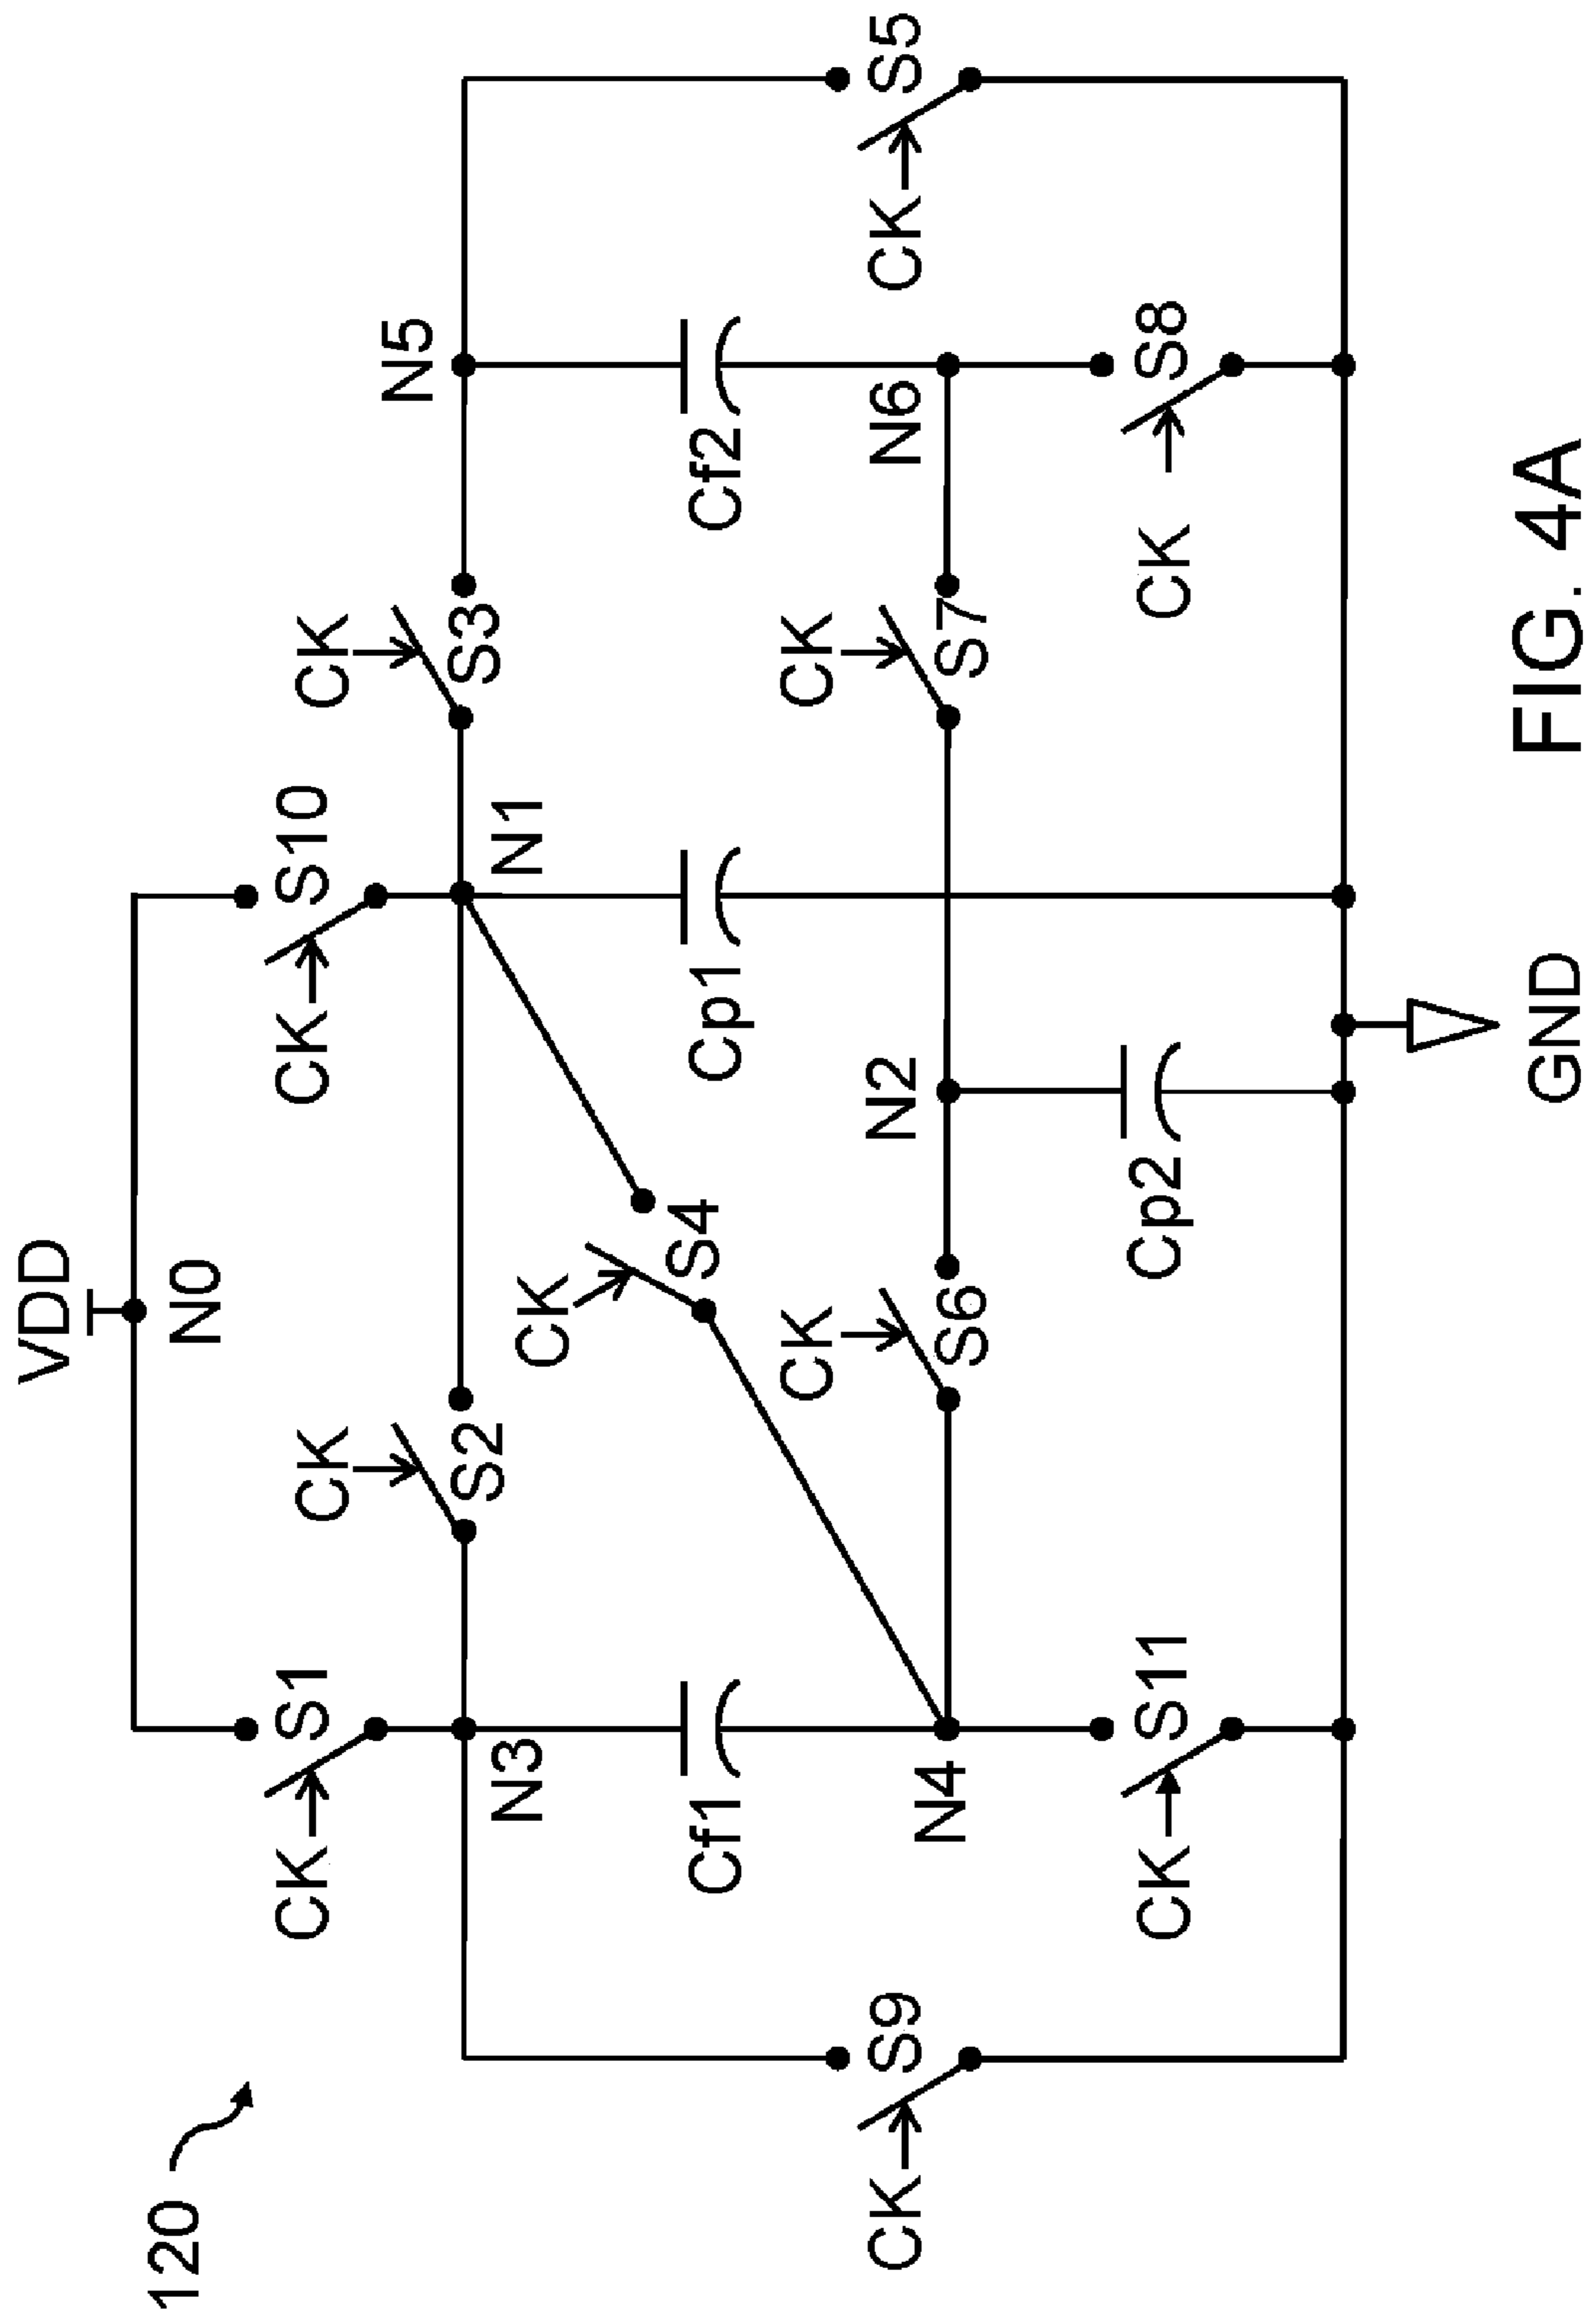 120
VDD
N0
CK S1
CK S10
CK
S2
CK
S3
N3
N1
N5
CK
S4
Cf1
Cp1
Cf2
CK S9
CK S5
N4
CK
S6
N2
CK
S7
N6
CK S11
Cp2
CK S8
GND
FIG. 4A